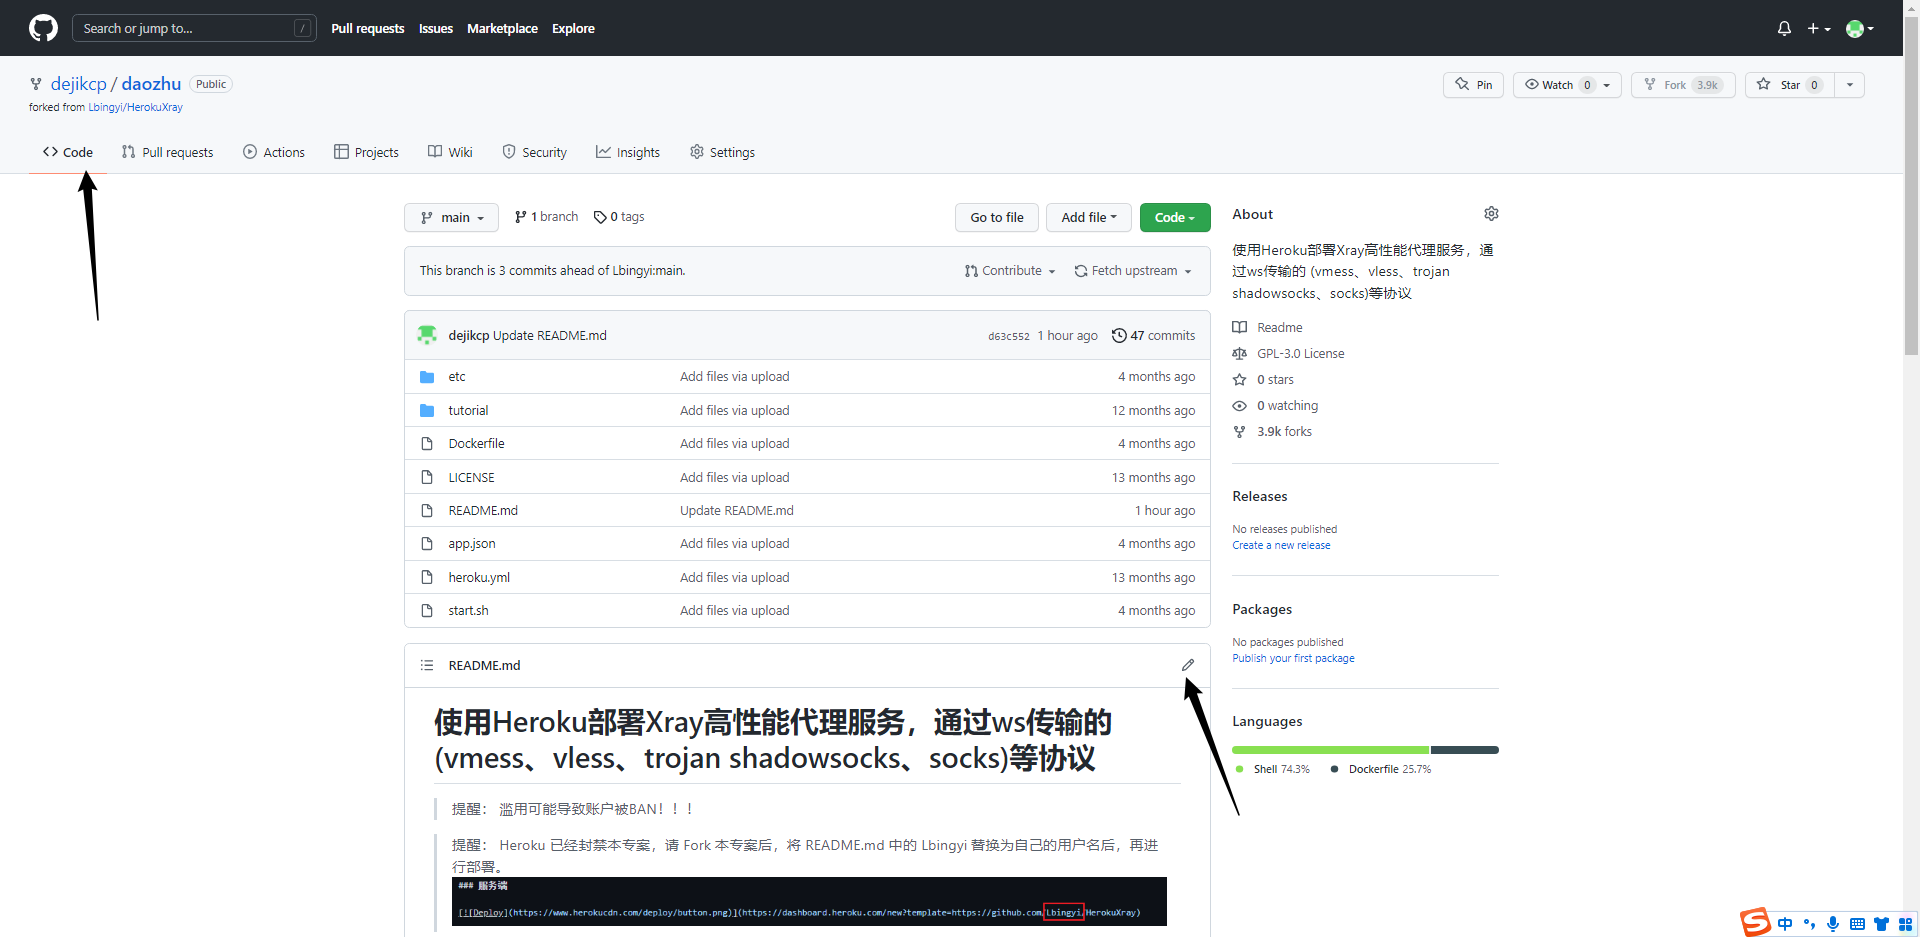 Search or jump to... /
Pull requests Issues Marketplace Explore
dejikcp / daozhu Public
forked from Lbingyi/HerokuXray
Pin Watch 0 Fork 3.9k Star 0
Code Pull requests Actions Projects Wiki Security Insights Settings
main 1 branch 0 tags Go to file Add file Code
This branch is 3 commits ahead of Lbingyi:main. Contribute Fetch upstream
dejikcp Update README.md d63c552 1 hour ago 47 commits
etc Add files via upload 4 months ago
tutorial Add files via upload 12 months ago
Dockerfile Add files via upload 4 months ago
LICENSE Add files via upload 13 months ago
README.md Update README.md 1 hour ago
app.json Add files via upload 4 months ago
heroku.yml Add files via upload 13 months ago
start.sh Add files via upload 4 months ago
README.md
使用Heroku部署Xray高性能代理服务，通过ws传输的
(vmess、vless、trojan shadowsocks、socks)等协议
提醒： 滥用可能导致账户被BAN！！！
提醒： Heroku 已经封禁本专案，请 Fork 本专案后，将 README.md 中的 Lbingyi 替换为自己的用户名后，再进
行部署。
### 服务端
[![Deploy](https://www.herokucdn.com/deploy/button.png)](https://dashboard.heroku.com/new?template=https://github.com/Lbingyi/HerokuXray)
About
使用Heroku部署Xray高性能代理服务，通
过ws传输的 (vmess、vless、trojan
shadowsocks、socks)等协议
Readme
GPL-3.0 License
0 stars
0 watching
3.9k forks
Releases
No releases published
Create a new release
Packages
No packages published
Publish your first package
Languages
Shell 74.3% Dockerfile 25.7%
S 中